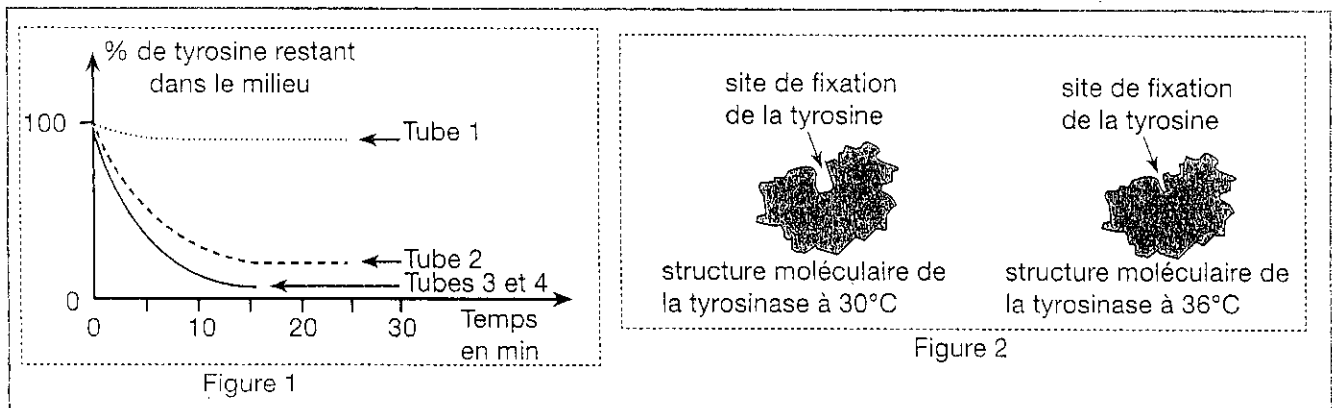 % de tyrosine restant
dans le milieu
100
Tube 1
Tube 2
Tubes 3 et 4
0
0 10 20 30 Temps
en min
Figure 1
site de fixation
de la tyrosine
site de fixation
de la tyrosine
structure moléculaire de
la tyrosinase à 30°C
structure moléculaire de
la tyrosinase à 36°C
Figure 2